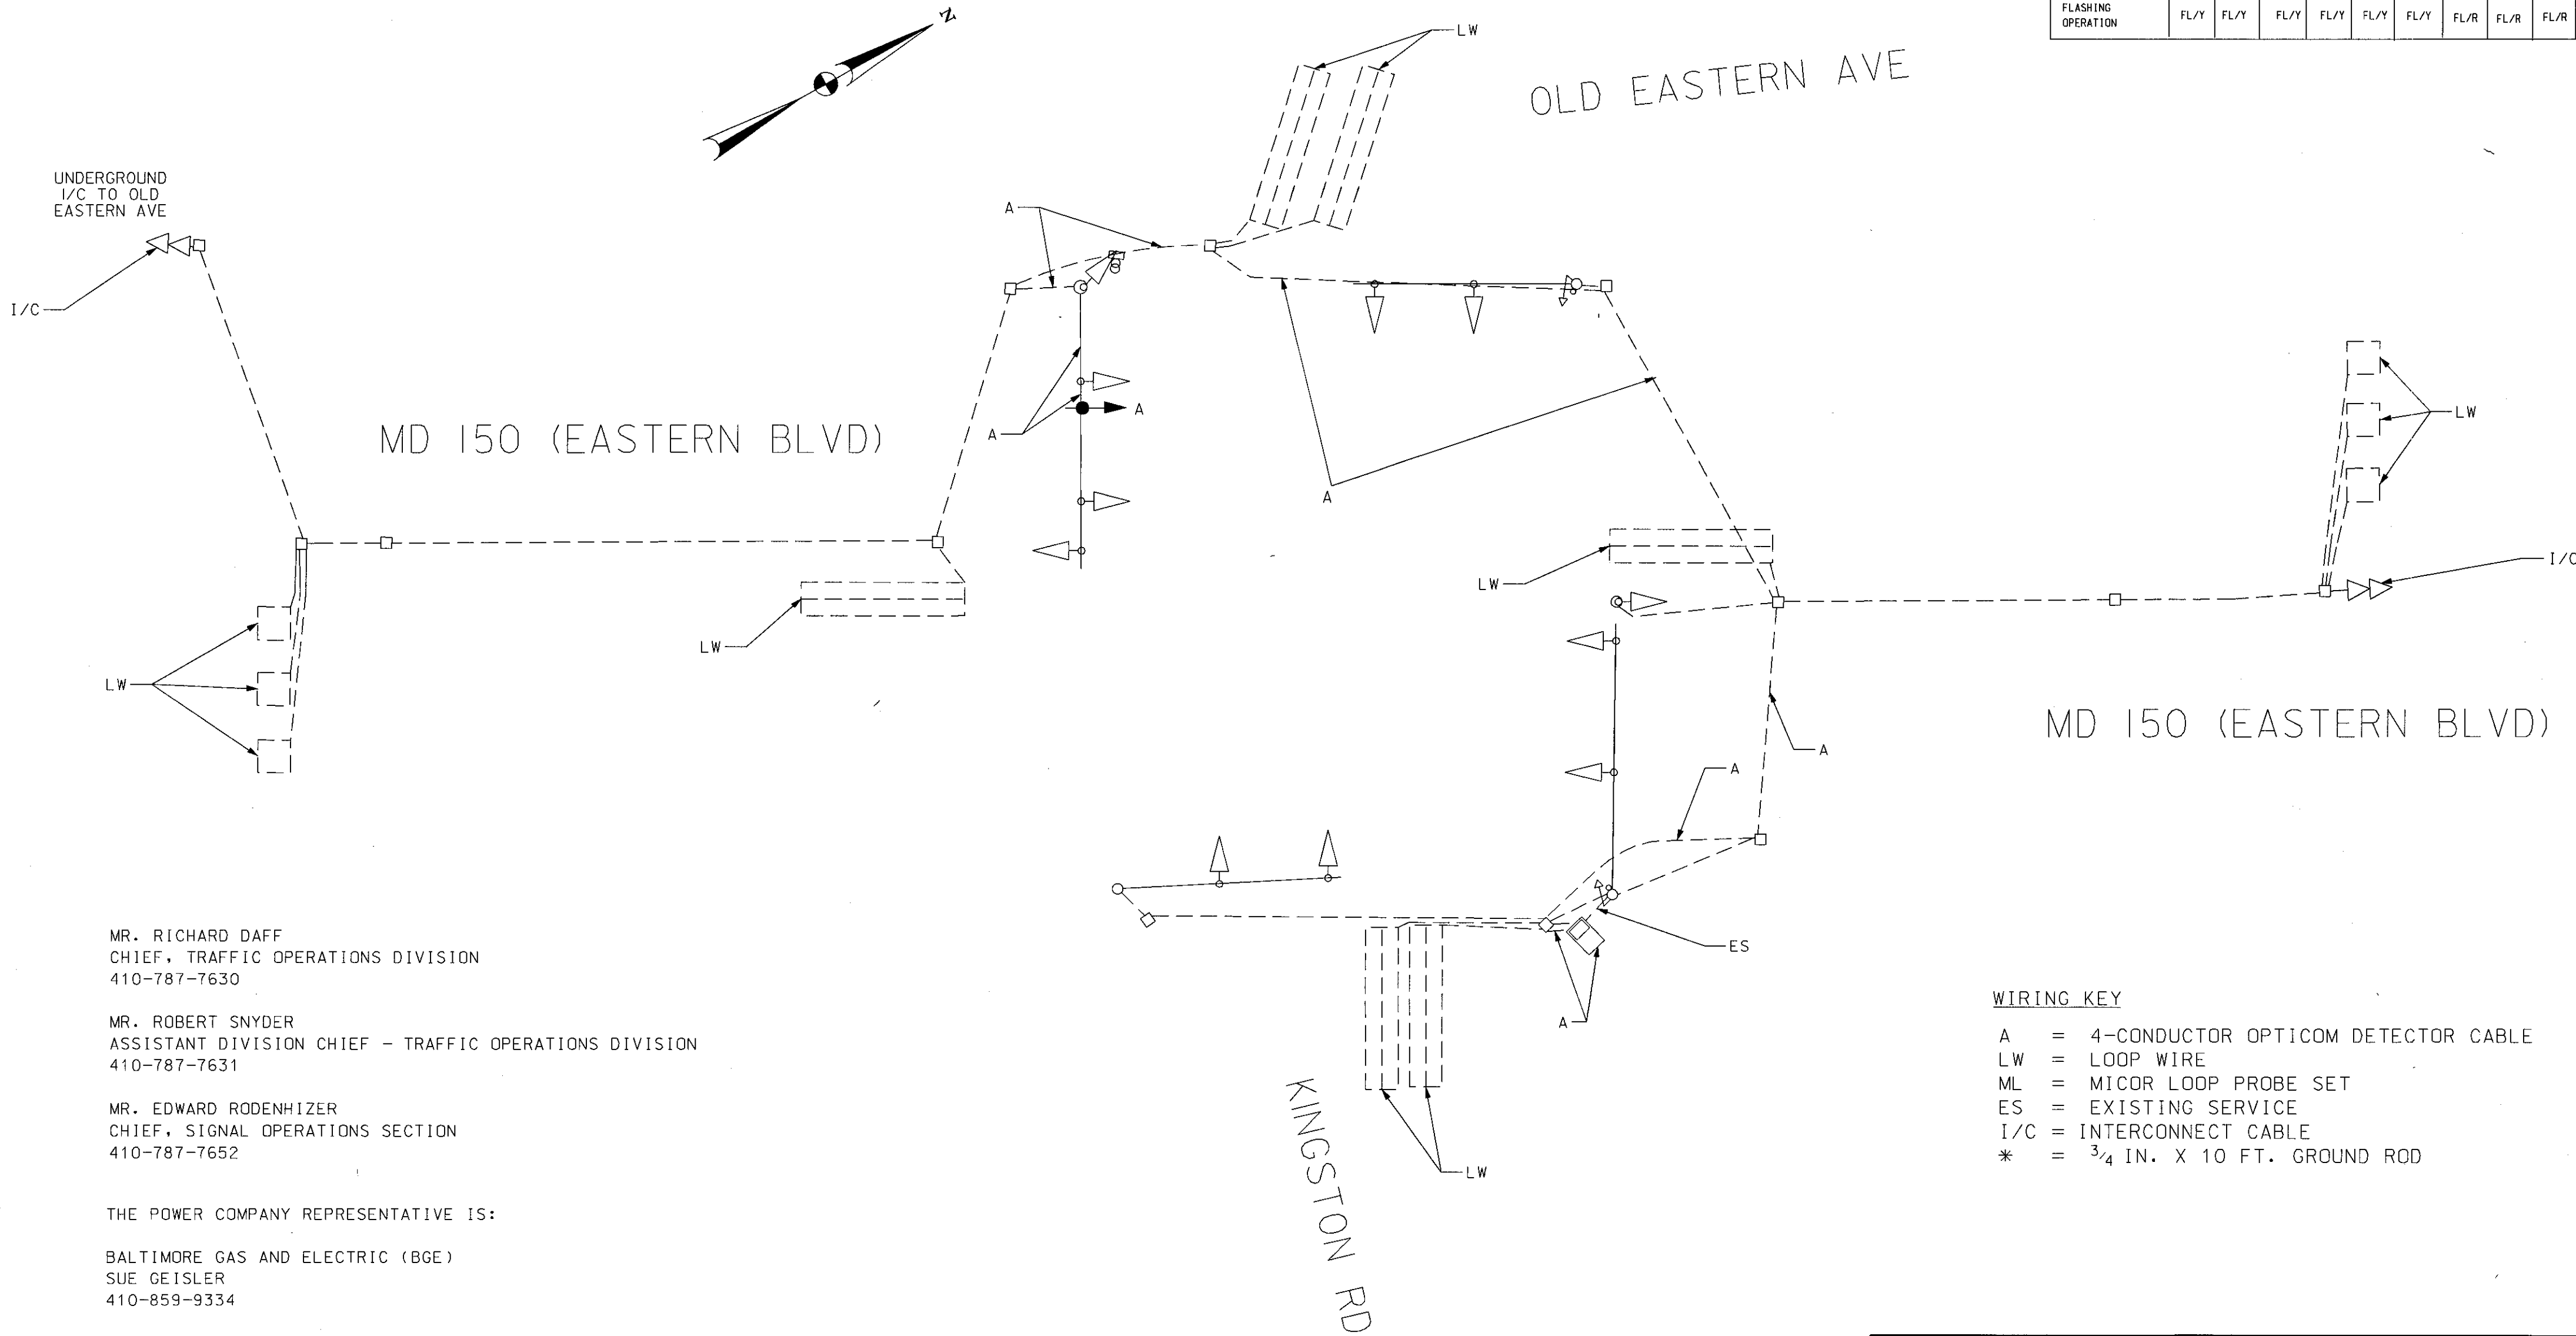 FLASHING
OPERATION
FL/Y FL/Y FL/Y FL/Y FL/Y FL/Y FL/R FL/R FL/R
N
LW
OLD EASTERN AVE
UNDERGROUND
I/C TO OLD
EASTERN AVE
A
I/C
A
LW
MD 150 (EASTERN BLVD)
A
A
I/C
LW
LW
LW
MD 150 (EASTERN BLVD)
A
A
MR. RICHARD DAFF
CHIEF, TRAFFIC OPERATIONS DIVISION
410-787-7630
MR. ROBERT SNYDER
ASSISTANT DIVISION CHIEF - TRAFFIC OPERATIONS DIVISION
410-787-7631
MR. EDWARD RODENHIZER
CHIEF, SIGNAL OPERATIONS SECTION
410-787-7652
THE POWER COMPANY REPRESENTATIVE IS:
BALTIMORE GAS AND ELECTRIC (BGE)
SUE GEISLER
410-859-9334
ES
A
LW
KINGSTON RD
WIRING KEY
A = 4-CONDUCTOR OPTICOM DETECTOR CABLE
LW = LOOP WIRE
ML = MICOR LOOP PROBE SET
ES = EXISTING SERVICE
I/C = INTERCONNECT CABLE
* = 3/4 IN. X 10 FT. GROUND ROD